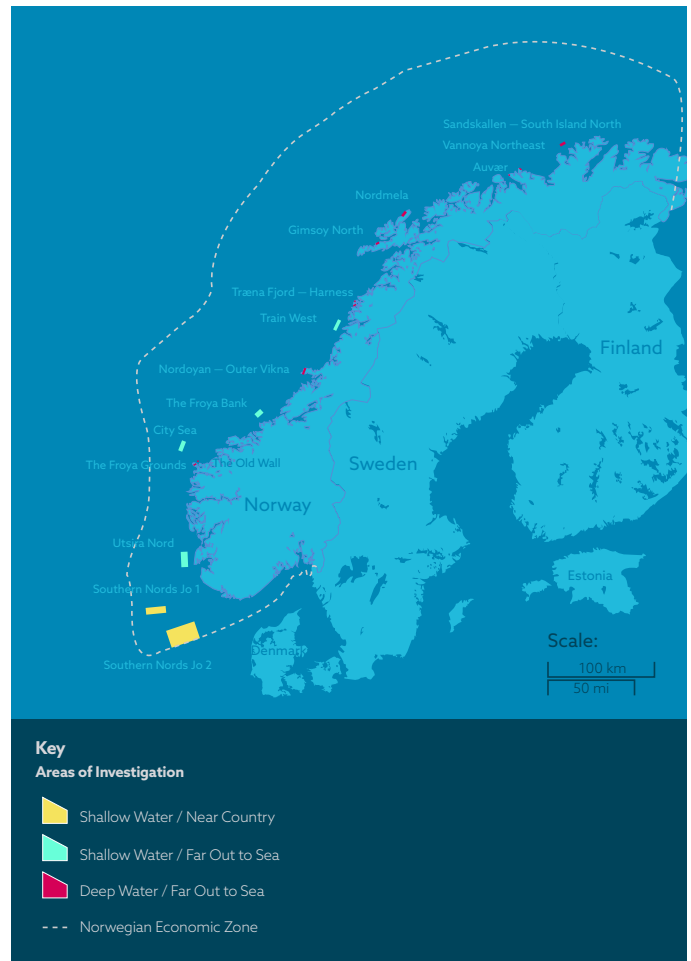 Sandskallen – South Island North
Vannoya Northeast
Auvær
Nordmela
Gimsoy North
Træna Fjord – Harness
Train West
Finland
Nordoyan – Outer Vikna
The Froya Bank
City Sea
The Froya Grounds
The Old Wall
Sweden
Norway
Utsira Nord
Estonia
Southern Nords Jo 1
Denmark
Southern Nords Jo 2
Scale:
100 km
50 mi
Key
Areas of Investigation
Shallow Water / Near Country
Shallow Water / Far Out to Sea
Deep Water / Far Out to Sea
Norwegian Economic Zone